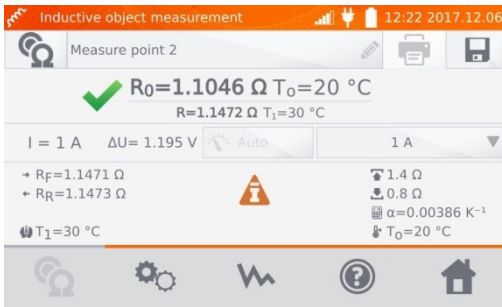 Inductive object measurement 12:22 2017.12.06
Measure point 2
R₀=1.1046 Ω T₀=20 °C
R=1.1472 Ω T₁=30 °C
I = 1 A ΔU= 1.195 V Auto 1 A
R_F=1.1471 Ω 1.4 Ω
R_R=1.1473 Ω 0.8 Ω
α=0.00386 K⁻¹
T₁=30 °C T₀=20 °C